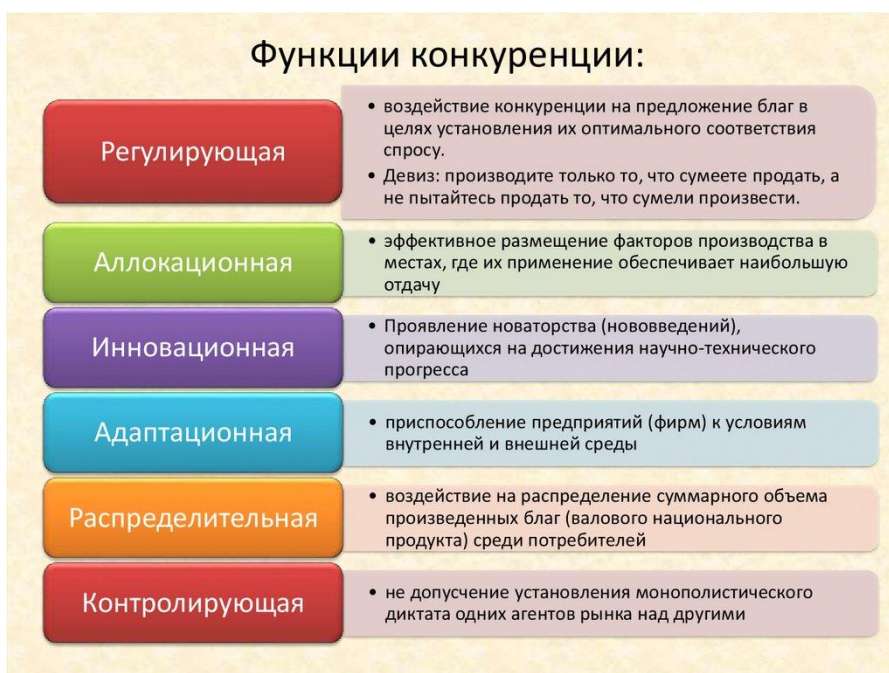 Функции конкуренции:
Регулирующая
• воздействие конкуренции на предложение благ в
целях установления их оптимального соответствия
спросу.
• Девиз: производите только то, что сумеете продать, а
не пытайтесь продать то, что сумели произвести.
Аллокационная
• эффективное размещение факторов производства в
местах, где их применение обеспечивает наибольшую
отдачу
Инновационная
• Проявление новаторства (нововведений),
опирающихся на достижения научно-технического
прогресса
Адаптационная
• приспособление предприятий (фирм) к условиям
внутренней и внешней среды
Распределительная
• воздействие на распределение суммарного объема
произведенных благ (валового национального
продукта) среди потребителей
Контролирующая
• не допусчение установления монополистического
диктата одних агентов рынка над другими